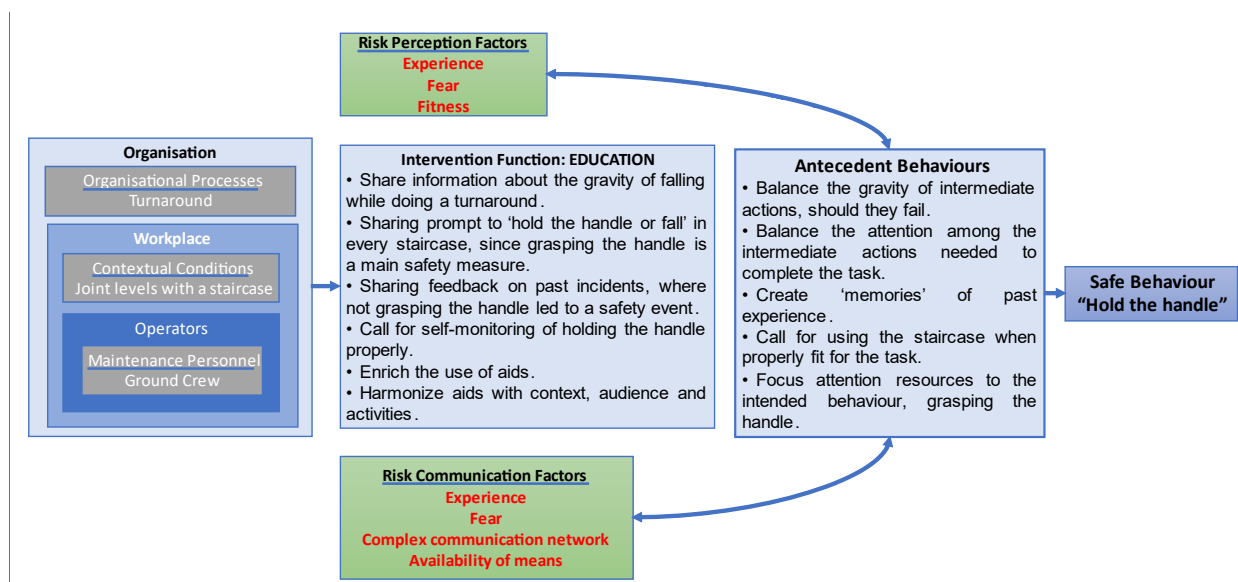 Risk Perception Factors
Experience
Fear
Fitness
Organisation
Organisational Processes
Turnaround
Workplace
Contextual Conditions
Joint levels with a staircase
Operators
Maintenance Personnel
Ground Crew
Intervention Function: EDUCATION
• Share information about the gravity of falling
while doing a turnaround.
• Sharing prompt to ‘hold the handle or fall’ in
every staircase, since grasping the handle is
a main safety measure.
• Sharing feedback on past incidents, where
not grasping the handle led to a safety event.
• Call for self-monitoring of holding the handle
properly.
• Enrich the use of aids.
• Harmonize aids with context, audience and
activities.
Antecedent Behaviours
• Balance the gravity of intermediate
actions, should they fail.
• Balance the attention among the
intermediate actions needed to
complete the task.
• Create ‘memories’ of past
experience.
• Call for using the staircase when
properly fit for the task.
• Focus attention resources to the
intended behaviour, grasping the
handle.
Safe Behaviour
“Hold the handle”
Risk Communication Factors
Experience
Fear
Complex communication network
Availability of means